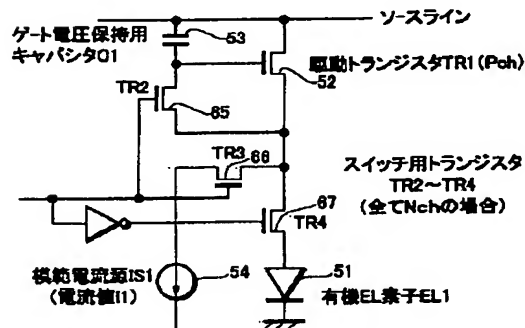 ソースライン
ゲート電圧保持用
キャパシタC1
53
駆動トランジスタTR1(Pch)
52
TR2
65
TR3
66
スイッチ用トランジスタ
TR2〜TR4
(全てNchの場合)
67
TR4
模範電流源IS1
(電流値I1)
54
51
有機EL素子EL1